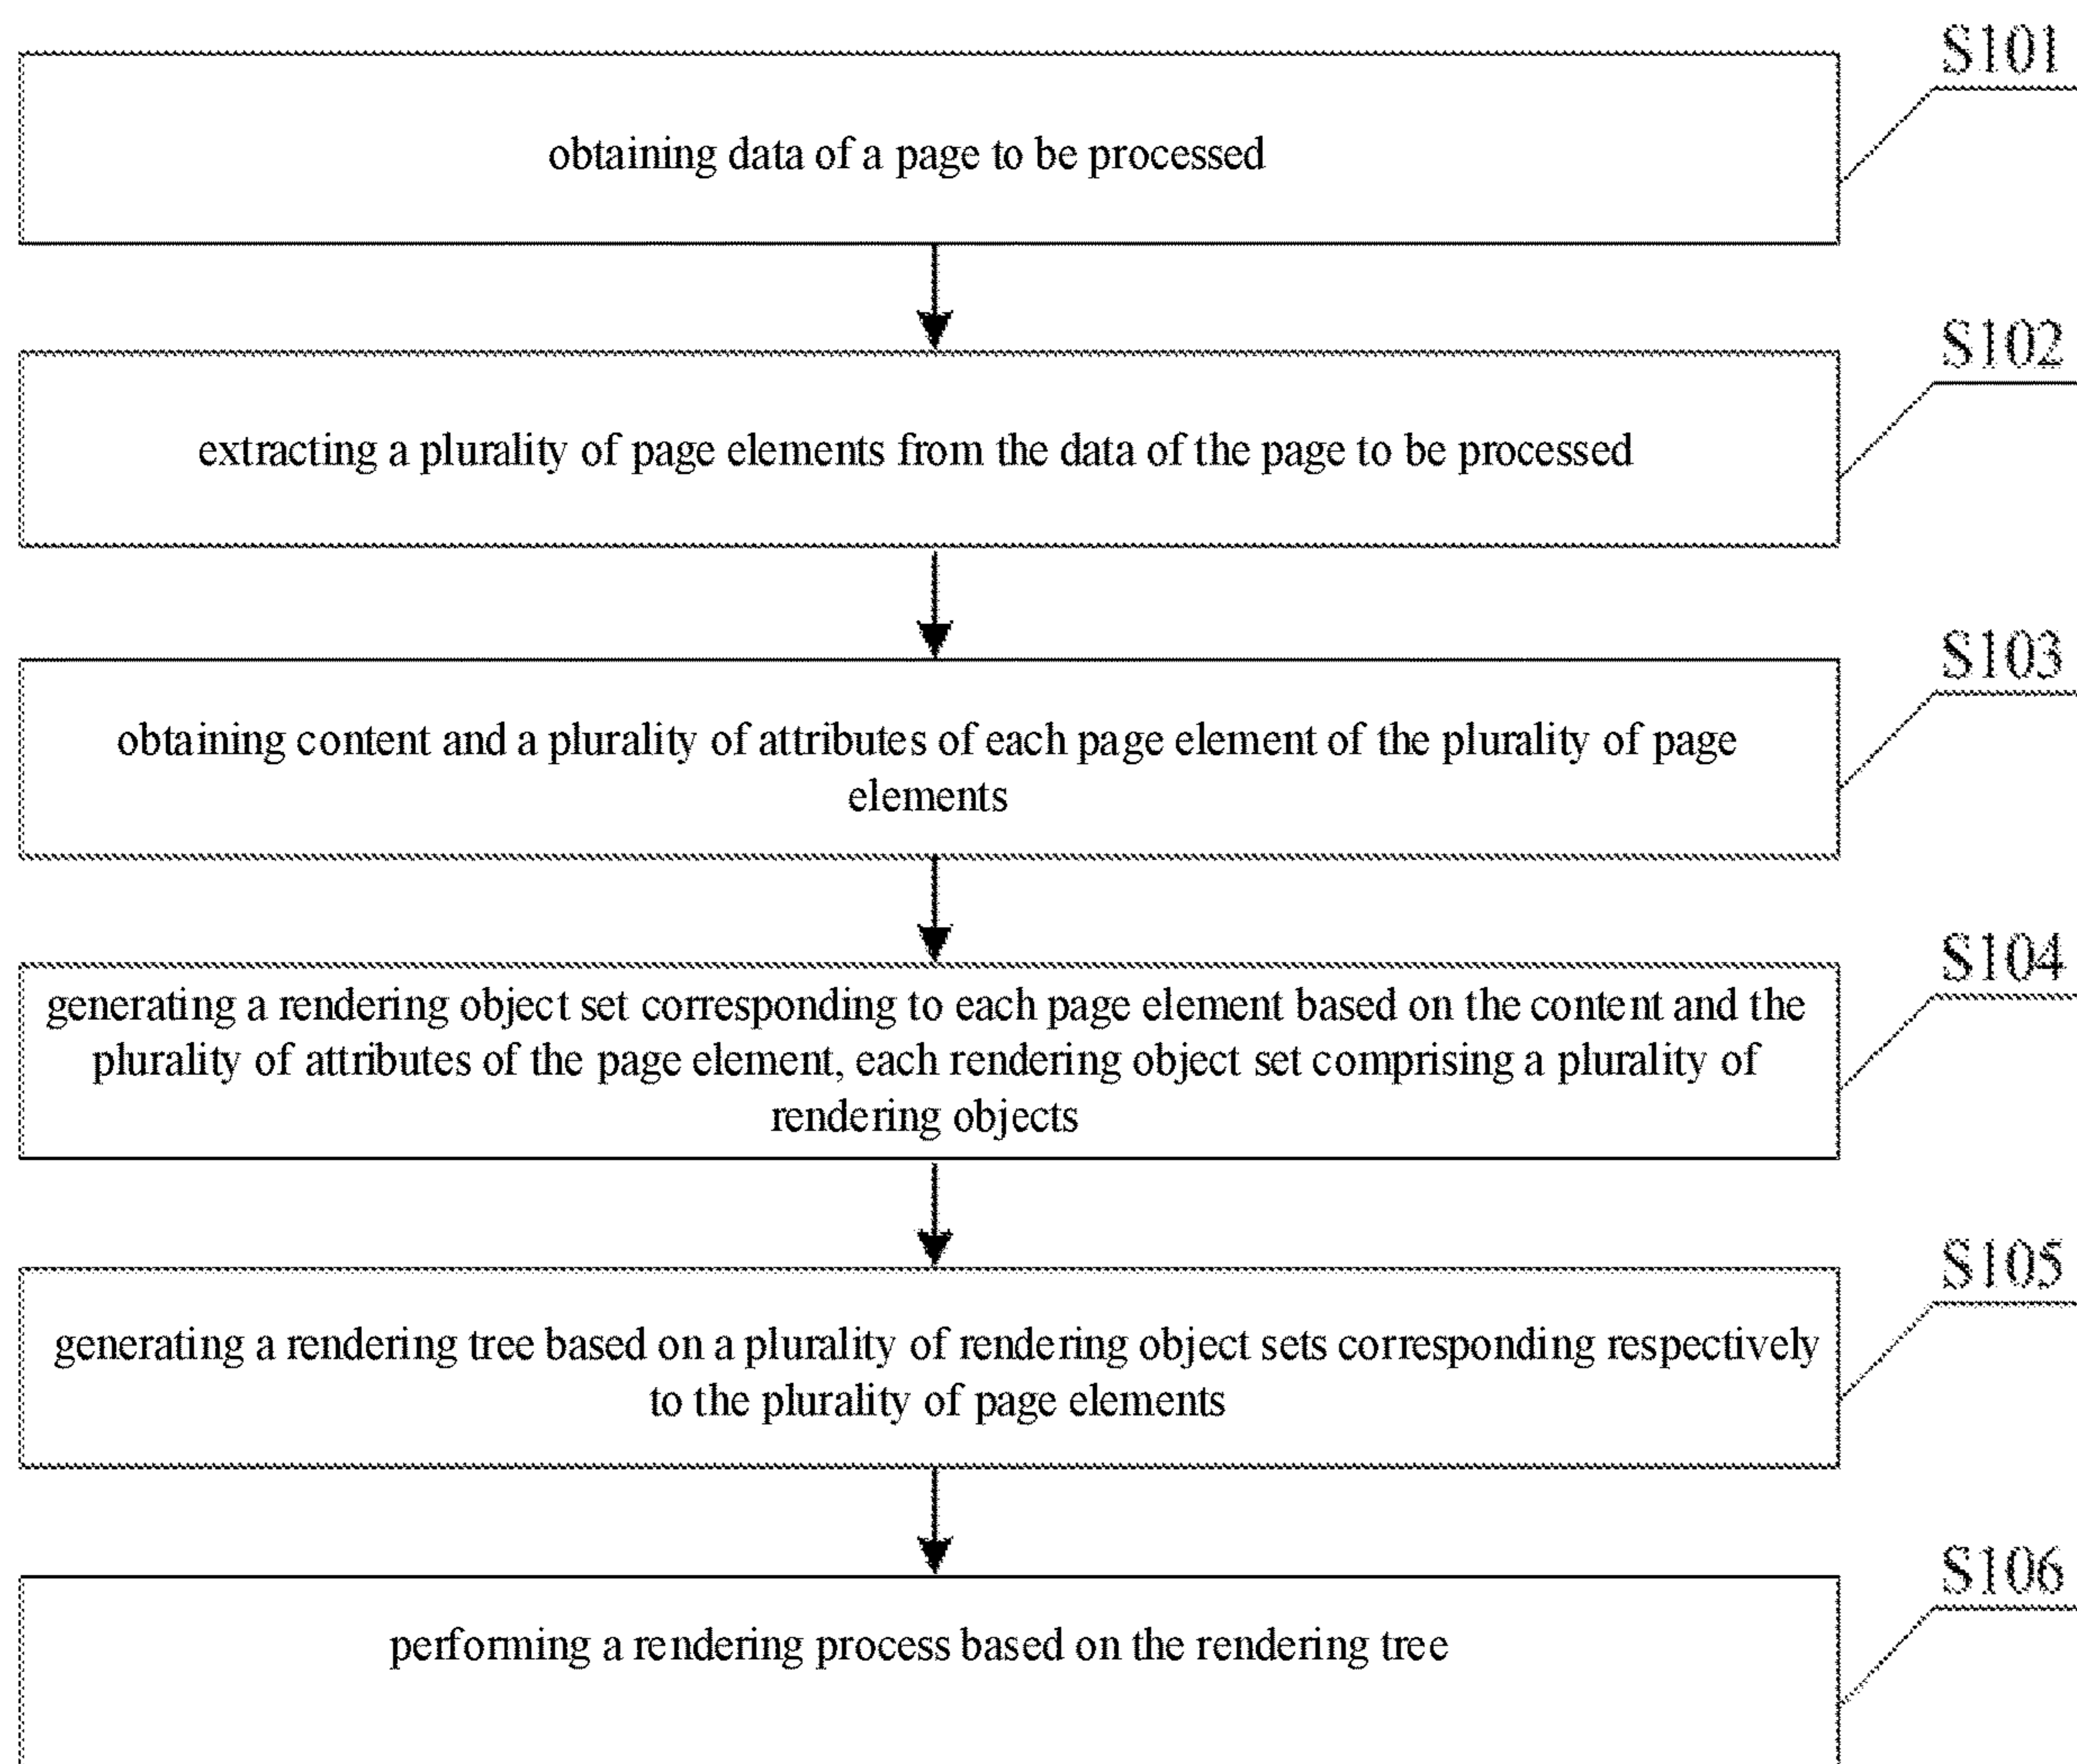 S101
obtaining data of a page to be processed
S102
extracting a plurality of page elements from the data of the page to be processed
S103
obtaining content and a plurality of attributes of each page element of the plurality of page
elements
S104
generating a rendering object set corresponding to each page element based on the content and the
plurality of attributes of the page element, each rendering object set comprising a plurality of
rendering objects
S105
generating a rendering tree based on a plurality of rendering object sets corresponding respectively
to the plurality of page elements
S106
performing a rendering process based on the rendering tree